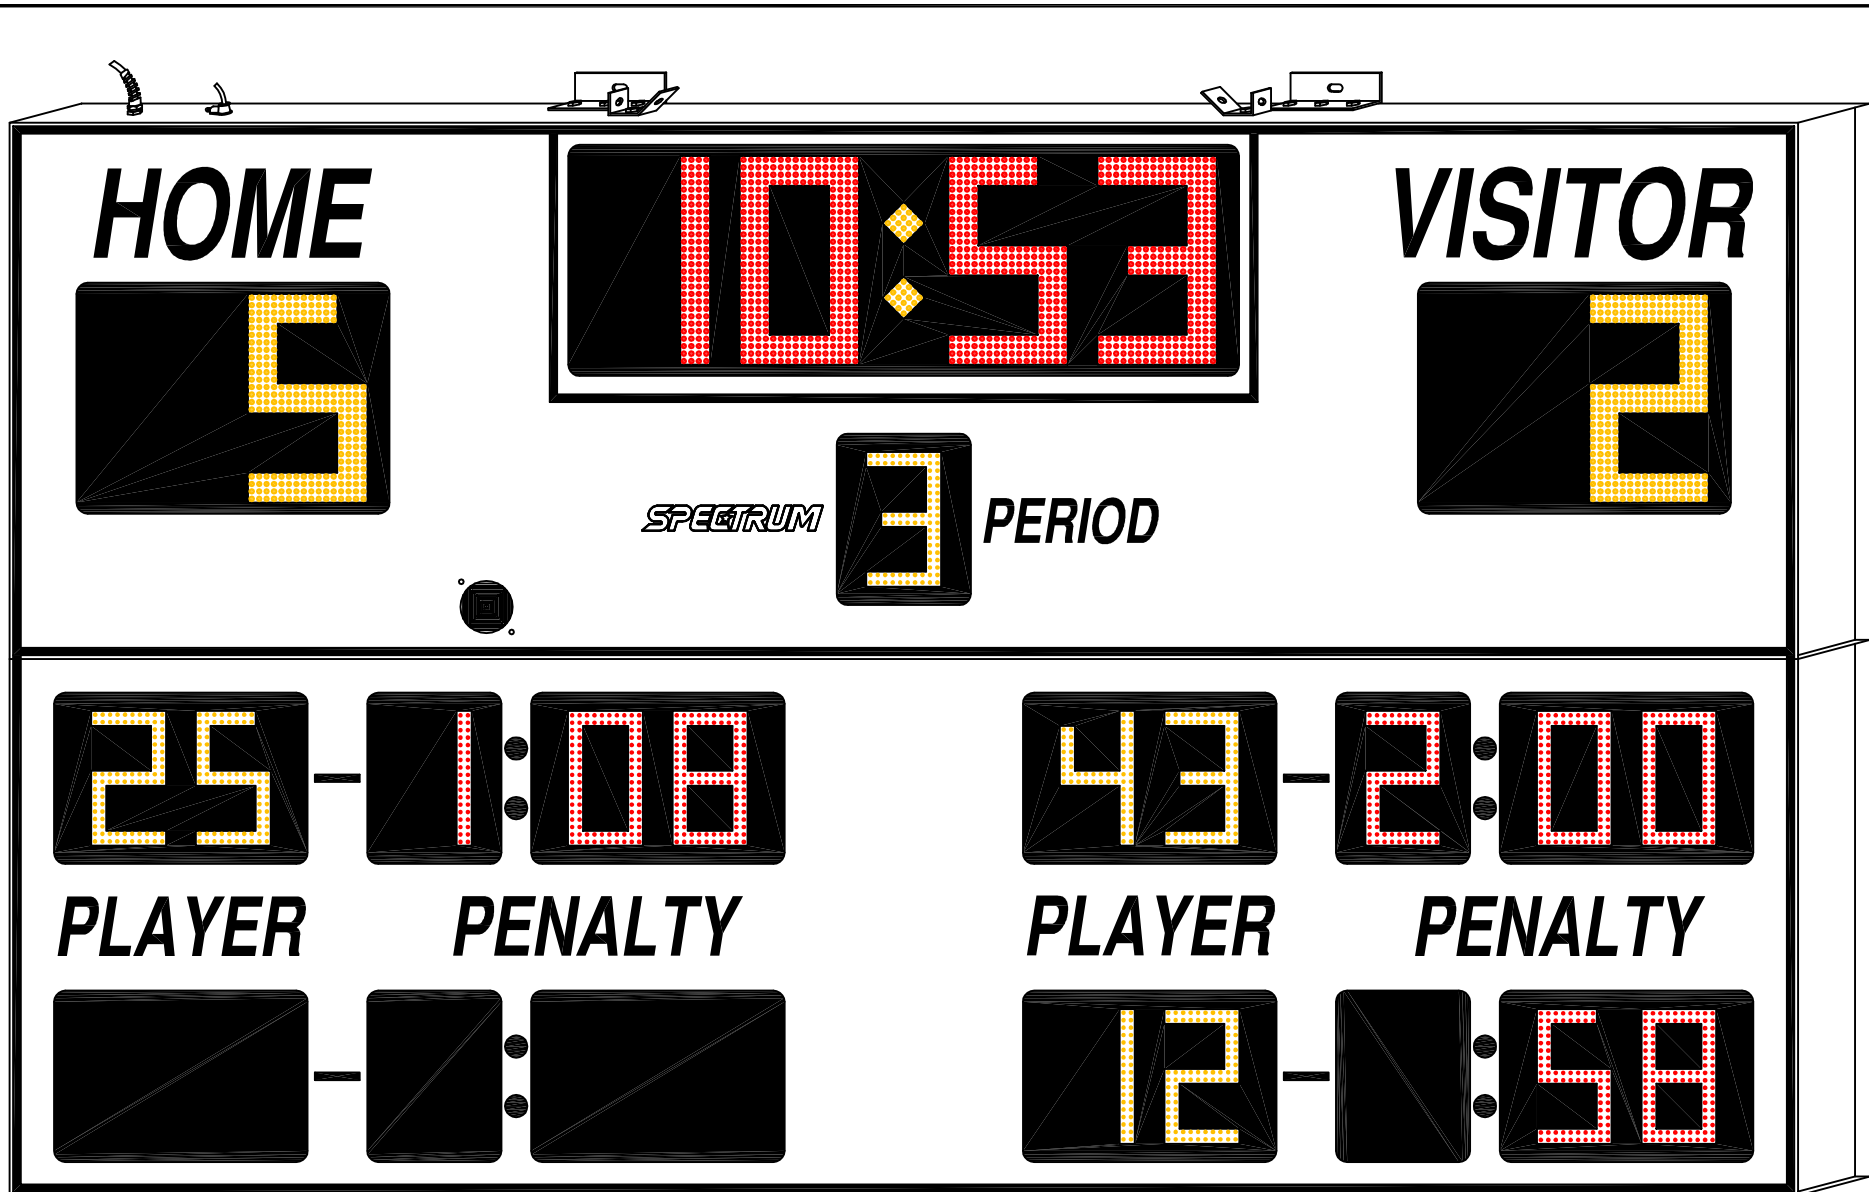 HOME 10:53 VISITOR
5 2
SPECTRUM 3 PERIOD
25 - 1:08 43 - 2:00
PLAYER PENALTY PLAYER PENALTY
- : 12 - :58